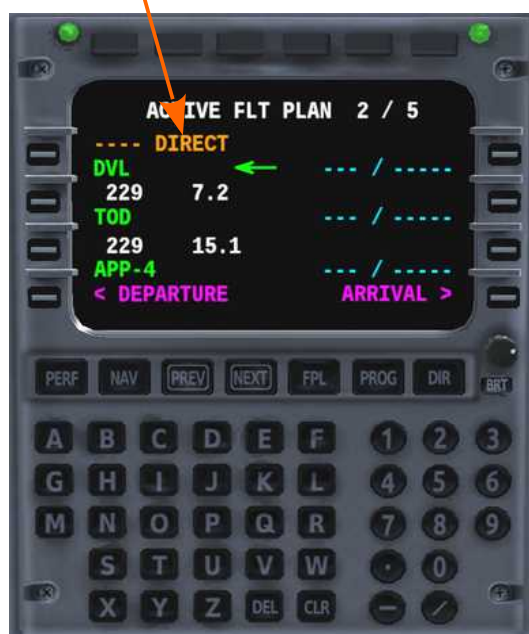 ACTIVE FLT PLAN 2 / 5
---- DIRECT
DVL --- / -----
229 7.2
TOD --- / -----
229 15.1
APP-4 --- / -----
< DEPARTURE ARRIVAL >
PERF NAV PREV NEXT FPL PROG DIR BRT
A B C D E F 1 2 3
G H I J K L 4 5 6
M N O P Q R 7 8 9
S T U V W · 0
X Y Z DEL CLR - /